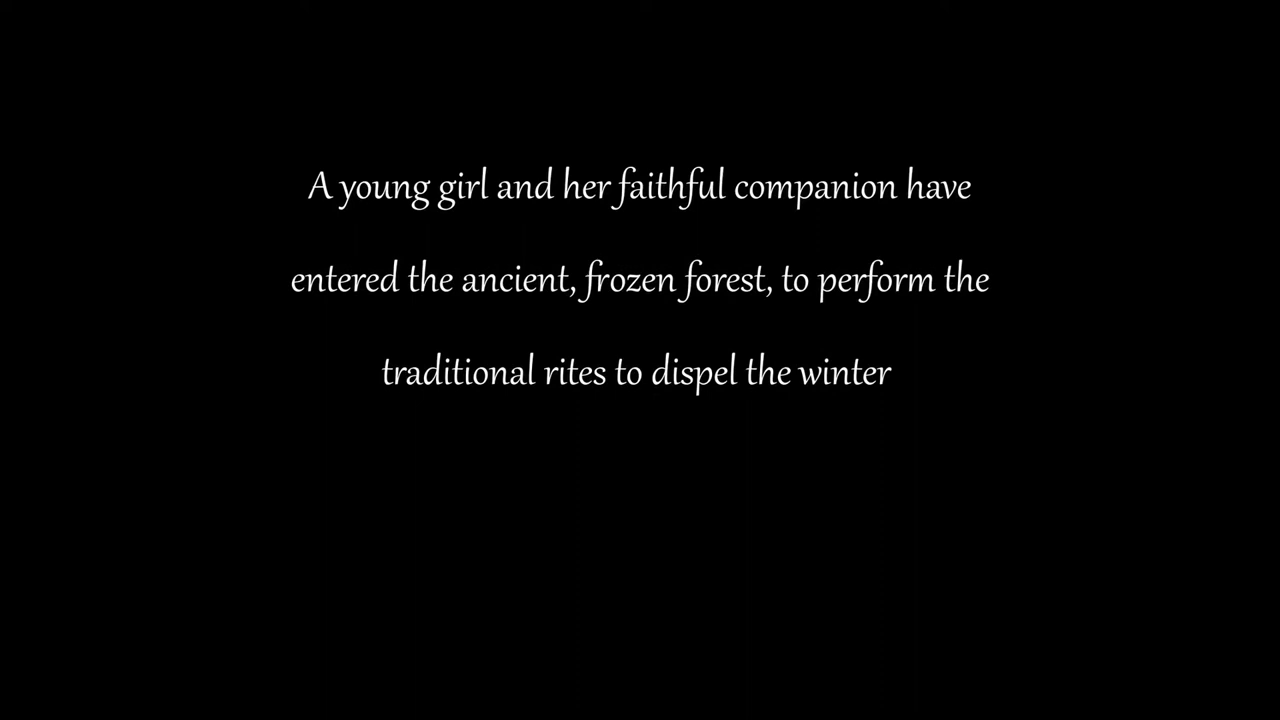 A young girl and her faithful companion have
entered the ancient, frozen forest, to perform the
traditional rites to dispel the winter